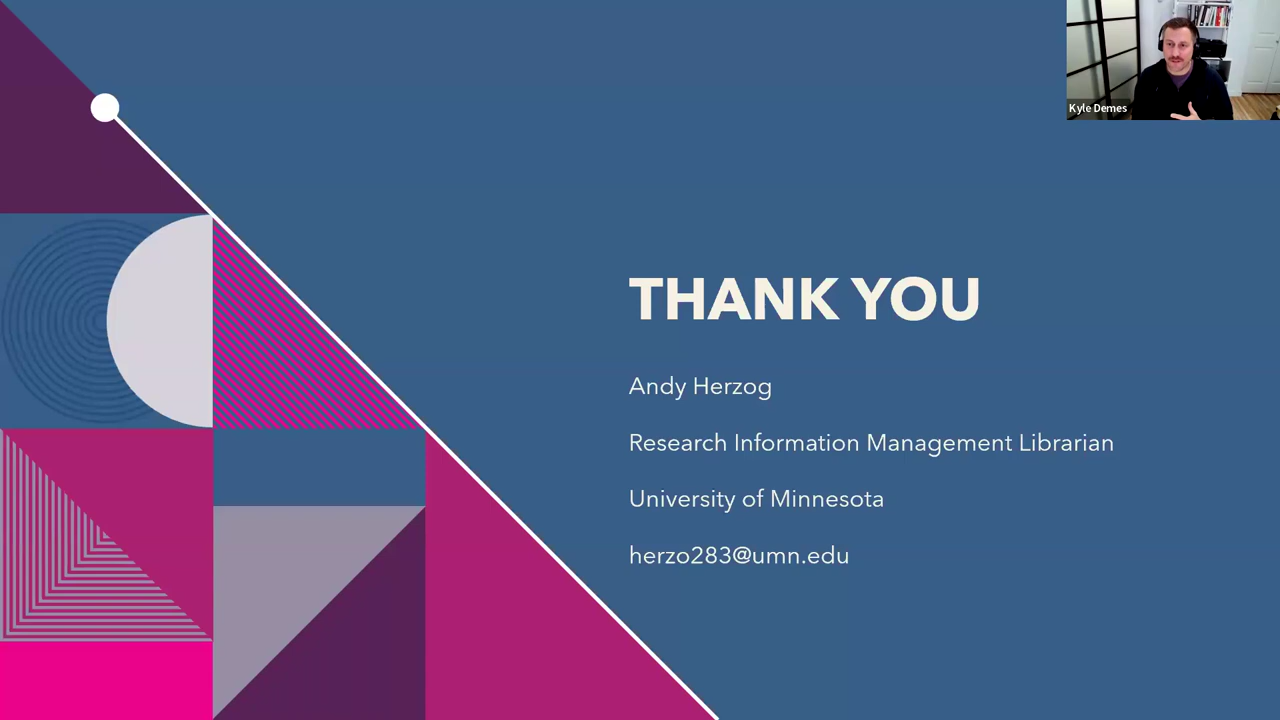 Kyle Demes
THANK YOU
Andy Herzog
Research Information Management Librarian
University of Minnesota
herzo283@umn.edu